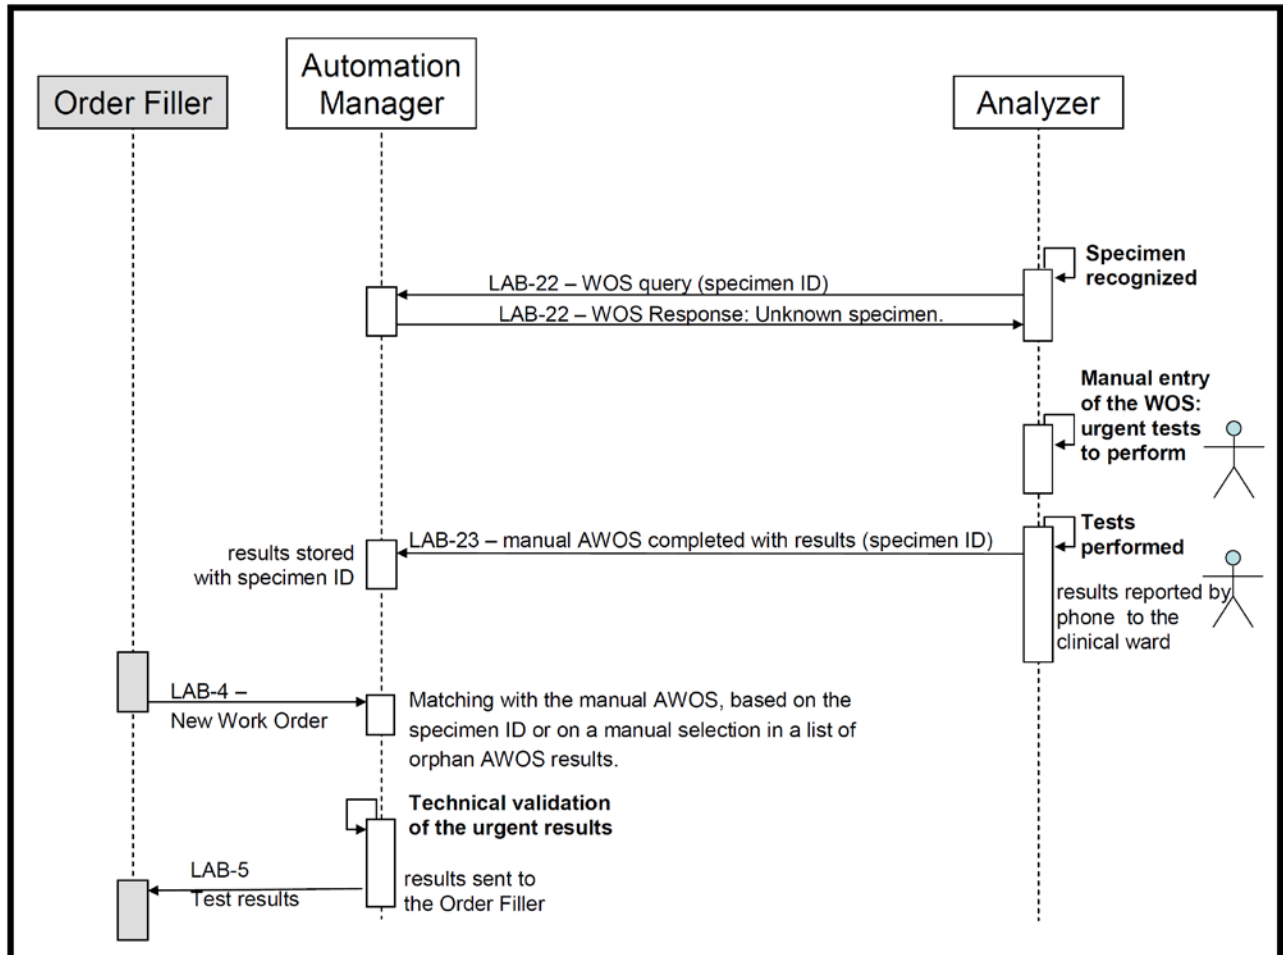 Order Filler
Automation
Manager
Analyzer
Specimen
recognized
LAB-22 – WOS query (specimen ID)
LAB-22 – WOS Response: Unknown specimen.
Manual entry
of the WOS:
urgent tests
to perform
Tests
performed
LAB-23 – manual AWOS completed with results (specimen ID)
results stored
with specimen ID
results reported by
phone to the
clinical ward
LAB-4 –
New Work Order
Matching with the manual AWOS, based on the
specimen ID or on a manual selection in a list of
orphan AWOS results.
Technical validation
of the urgent results
LAB-5
Test results
results sent to
the Order Filler